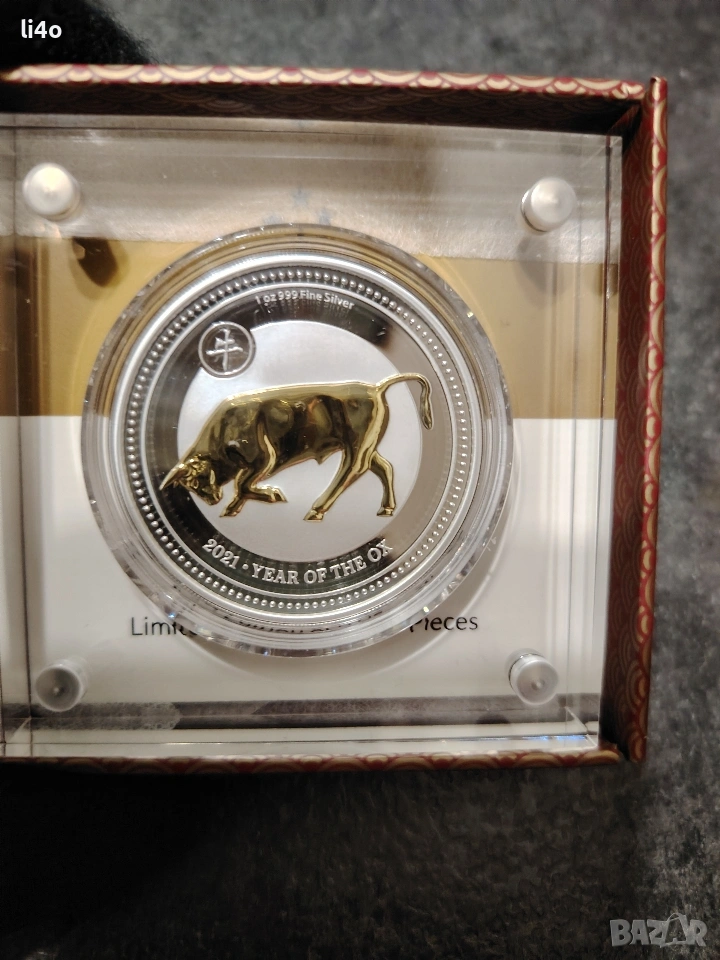 li4o
1 oz 999 Fine Silver
牛
2021 · YEAR OF THE OX
Pieces
BAZAR